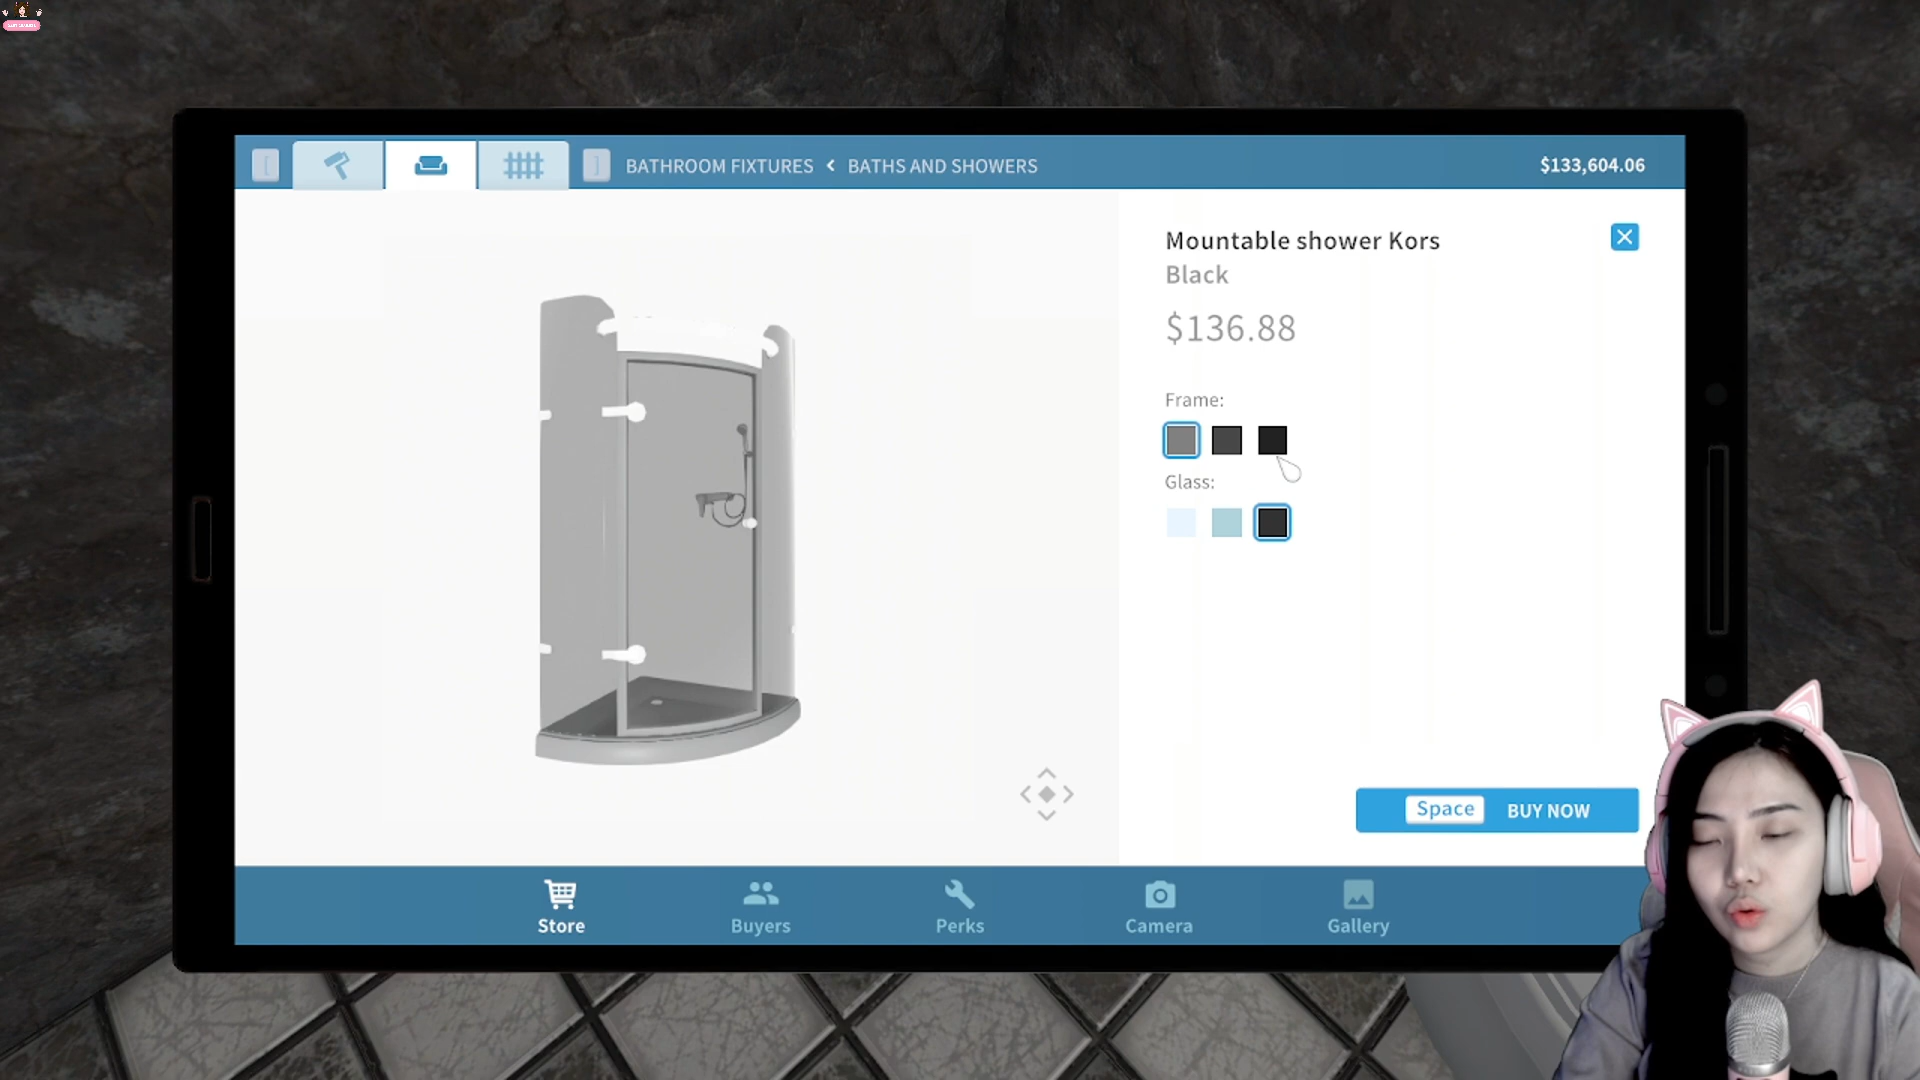 [
]
BATHROOM FIXTURES < BATHS AND SHOWERS
$133,604.06
Mountable shower Kors
Black
$136.88
Frame:
Glass:
Space BUY NOW
Store
Buyers
Perks
Camera
Gallery